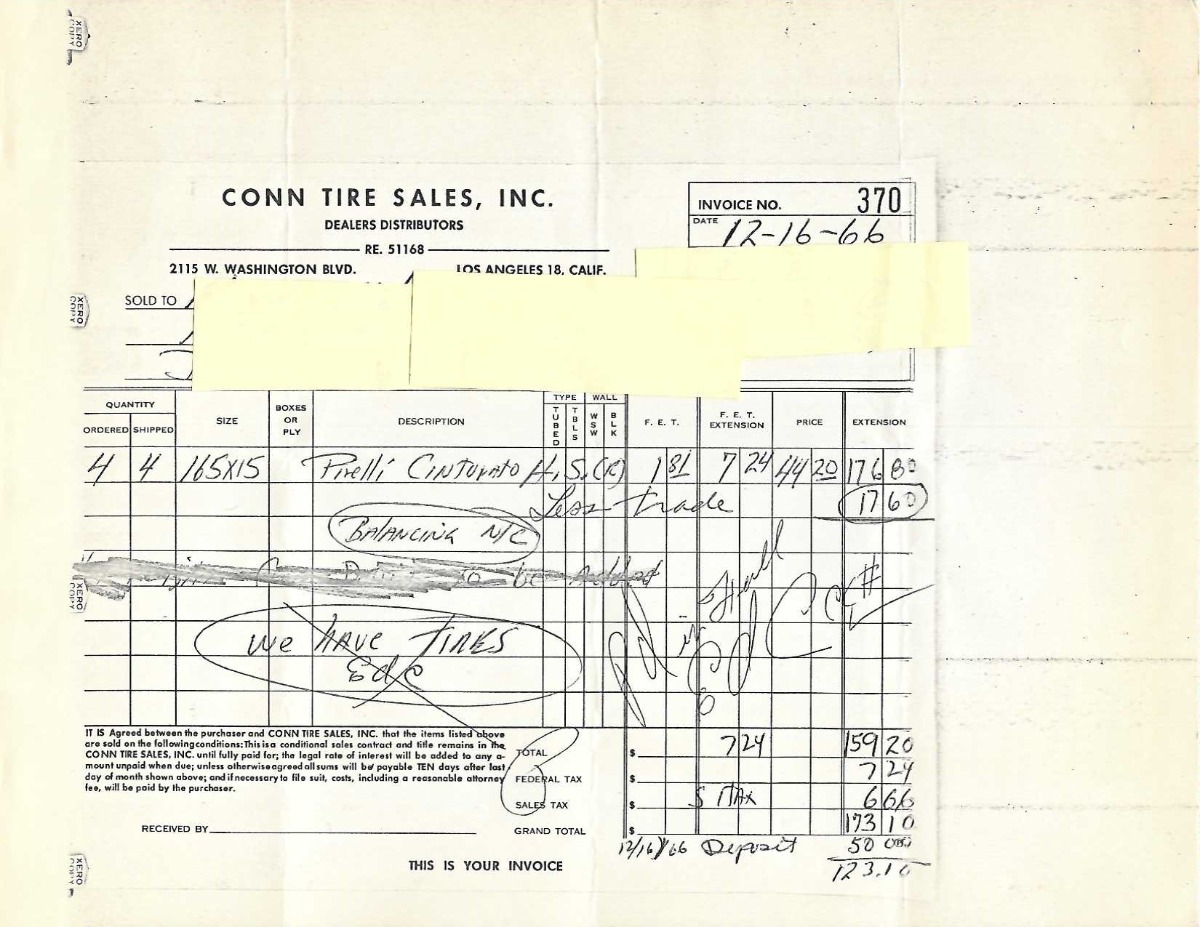 XERO COPY
CONN TIRE SALES, INC.
DEALERS DISTRIBUTORS
RE. 51168
2115 W. WASHINGTON BLVD. LOS ANGELES 18, CALIF.
INVOICE NO. 370
DATE 12-16-66
XERO COPY
SOLD TO
QUANTITY ORDERED SHIPPED SIZE BOXES OR PLY DESCRIPTION TYPE TUBED TBLS WALL WSW BLK F. E. T. F. E. T. EXTENSION PRICE EXTENSION
4 4 165X15 Pirelli Cinturato H.S.(R) 1 81 7 24 44 20 176 80
Less trade 17 60
BALANCING N/C
to be Added
XERO COPY
We HAVE TIRES
Ed C
IT IS Agreed between the purchaser and CONN TIRE SALES, INC. that the items listed above
are sold on the following conditions: This is a conditional sales contract and title remains in the
CONN TIRE SALES, INC. until fully paid for; the legal rate of interest will be added to any a-
mount unpaid when due; unless otherwise agreed all sums will be payable TEN days after last
day of month shown above; and if necessary to file suit, costs, including a reasonable attorney
fee, will be paid by the purchaser.
TOTAL $ 7 24 159 20
FEDERAL TAX $ 7 24
SALES TAX $ S TAX 6 66
RECEIVED BY GRAND TOTAL $ 173 10
12/16/66 Deposit 50 00
THIS IS YOUR INVOICE 123.10
XERO COPY